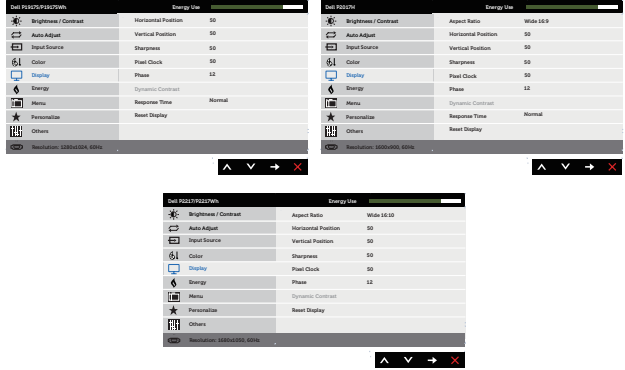 Dell P1917S/P1917SWh Energy Use
Brightness / Contrast Horizontal Position 50
Auto Adjust Vertical Position 50
Input Source Sharpness 50
Color Pixel Clock 50
Display Phase 12
Energy Dynamic Contrast
Menu Response Time Normal
Personalize Reset Display
Others
Resolution: 1280x1024, 60Hz
Dell P2017H Energy Use
Brightness / Contrast Aspect Ratio Wide 16:9
Auto Adjust Horizontal Position 50
Input Source Vertical Position 50
Color Sharpness 50
Display Pixel Clock 50
Energy Phase 12
Menu Dynamic Contrast
Personalize Response Time Normal
Others Reset Display
Resolution: 1600x900, 60Hz
Dell P2217/P2217Wh Energy Use
Brightness / Contrast Aspect Ratio Wide 16:10
Auto Adjust Horizontal Position 50
Input Source Vertical Position 50
Color Sharpness 50
Display Pixel Clock 50
Energy Phase 12
Menu Dynamic Contrast
Personalize Reset Display
Others
Resolution: 1680x1050, 60Hz